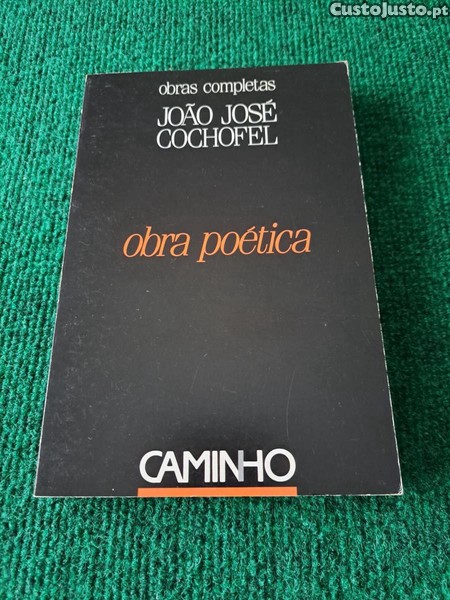 CustoJusto.pt
obras completas
JOÃO JOSÉ
COCHOFEL
obra poética
CAMINHO